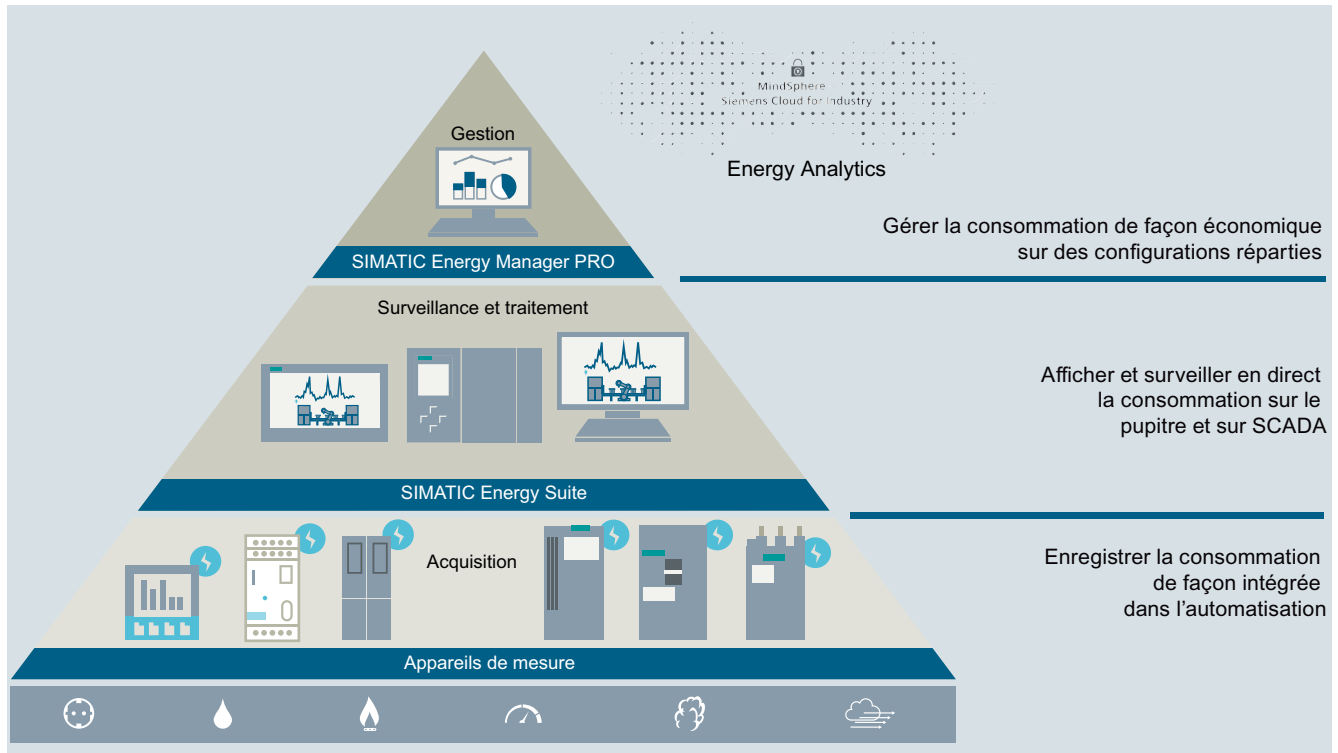 MindSphere
Siemens Cloud for Industry
Energy Analytics
Gestion
SIMATIC Energy Manager PRO
Gérer la consommation de façon économique
sur des configurations réparties
Surveillance et traitement
SIMATIC Energy Suite
Afficher et surveiller en direct
la consommation sur le
pupitre et sur SCADA
Acquisition
Appareils de mesure
Enregistrer la consommation
de façon intégrée
dans l'automatisation